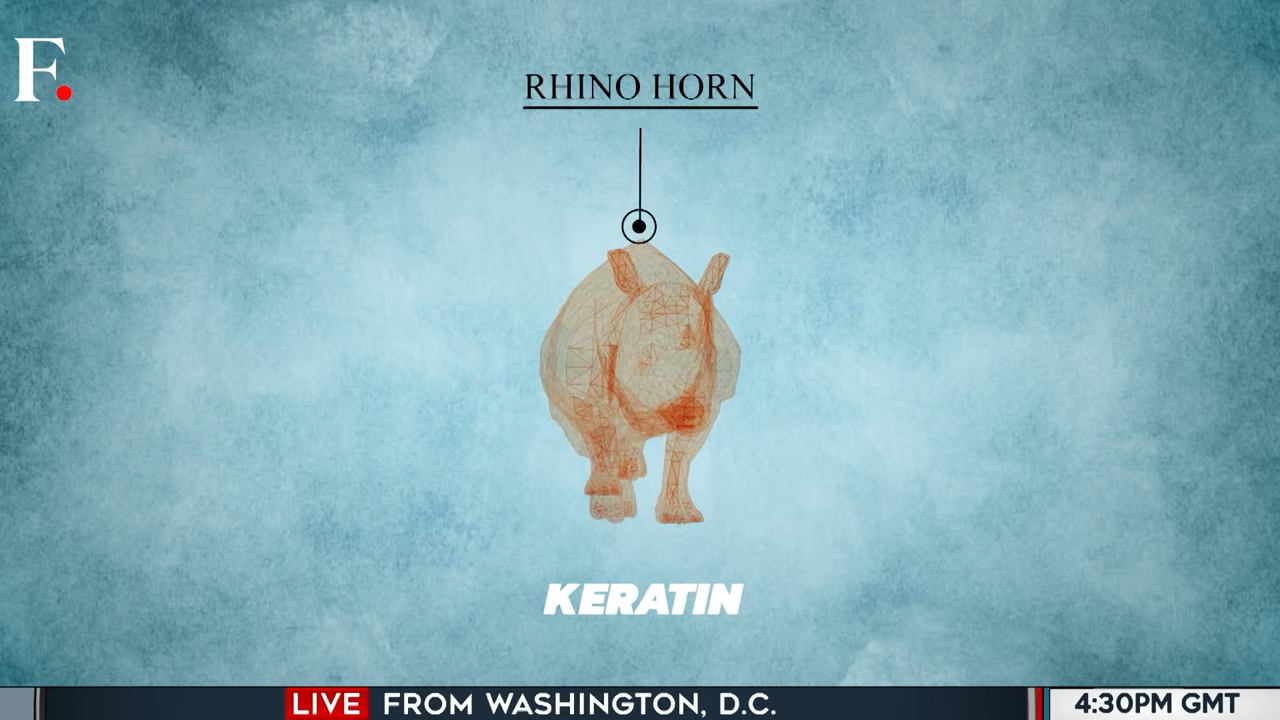 F.
RHINO HORN
KERATIN
LIVE FROM WASHINGTON, D.C.
4:30PM GMT